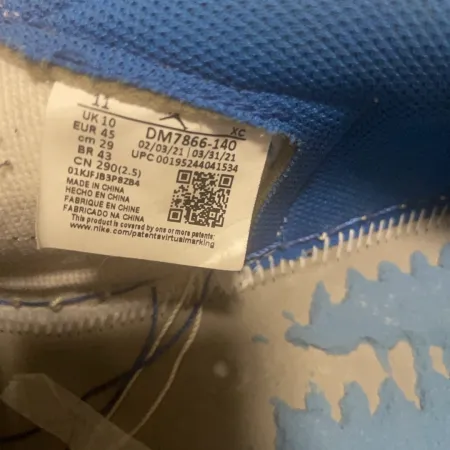 11
UK 10
EUR 45
cm 29
BR 43
CN 290(2.5)
XC
DM7866-140
02/03/21 03/31/21
UPC 00195244041534
01KJFJB3P8ZB4
MADE IN CHINA
HECHO EN CHINA
FABRIQUE EN CHINE
FABRICADO NA CHINA
This product is covered by one or more patents:
www.nike.com/patentsvirtualmarking